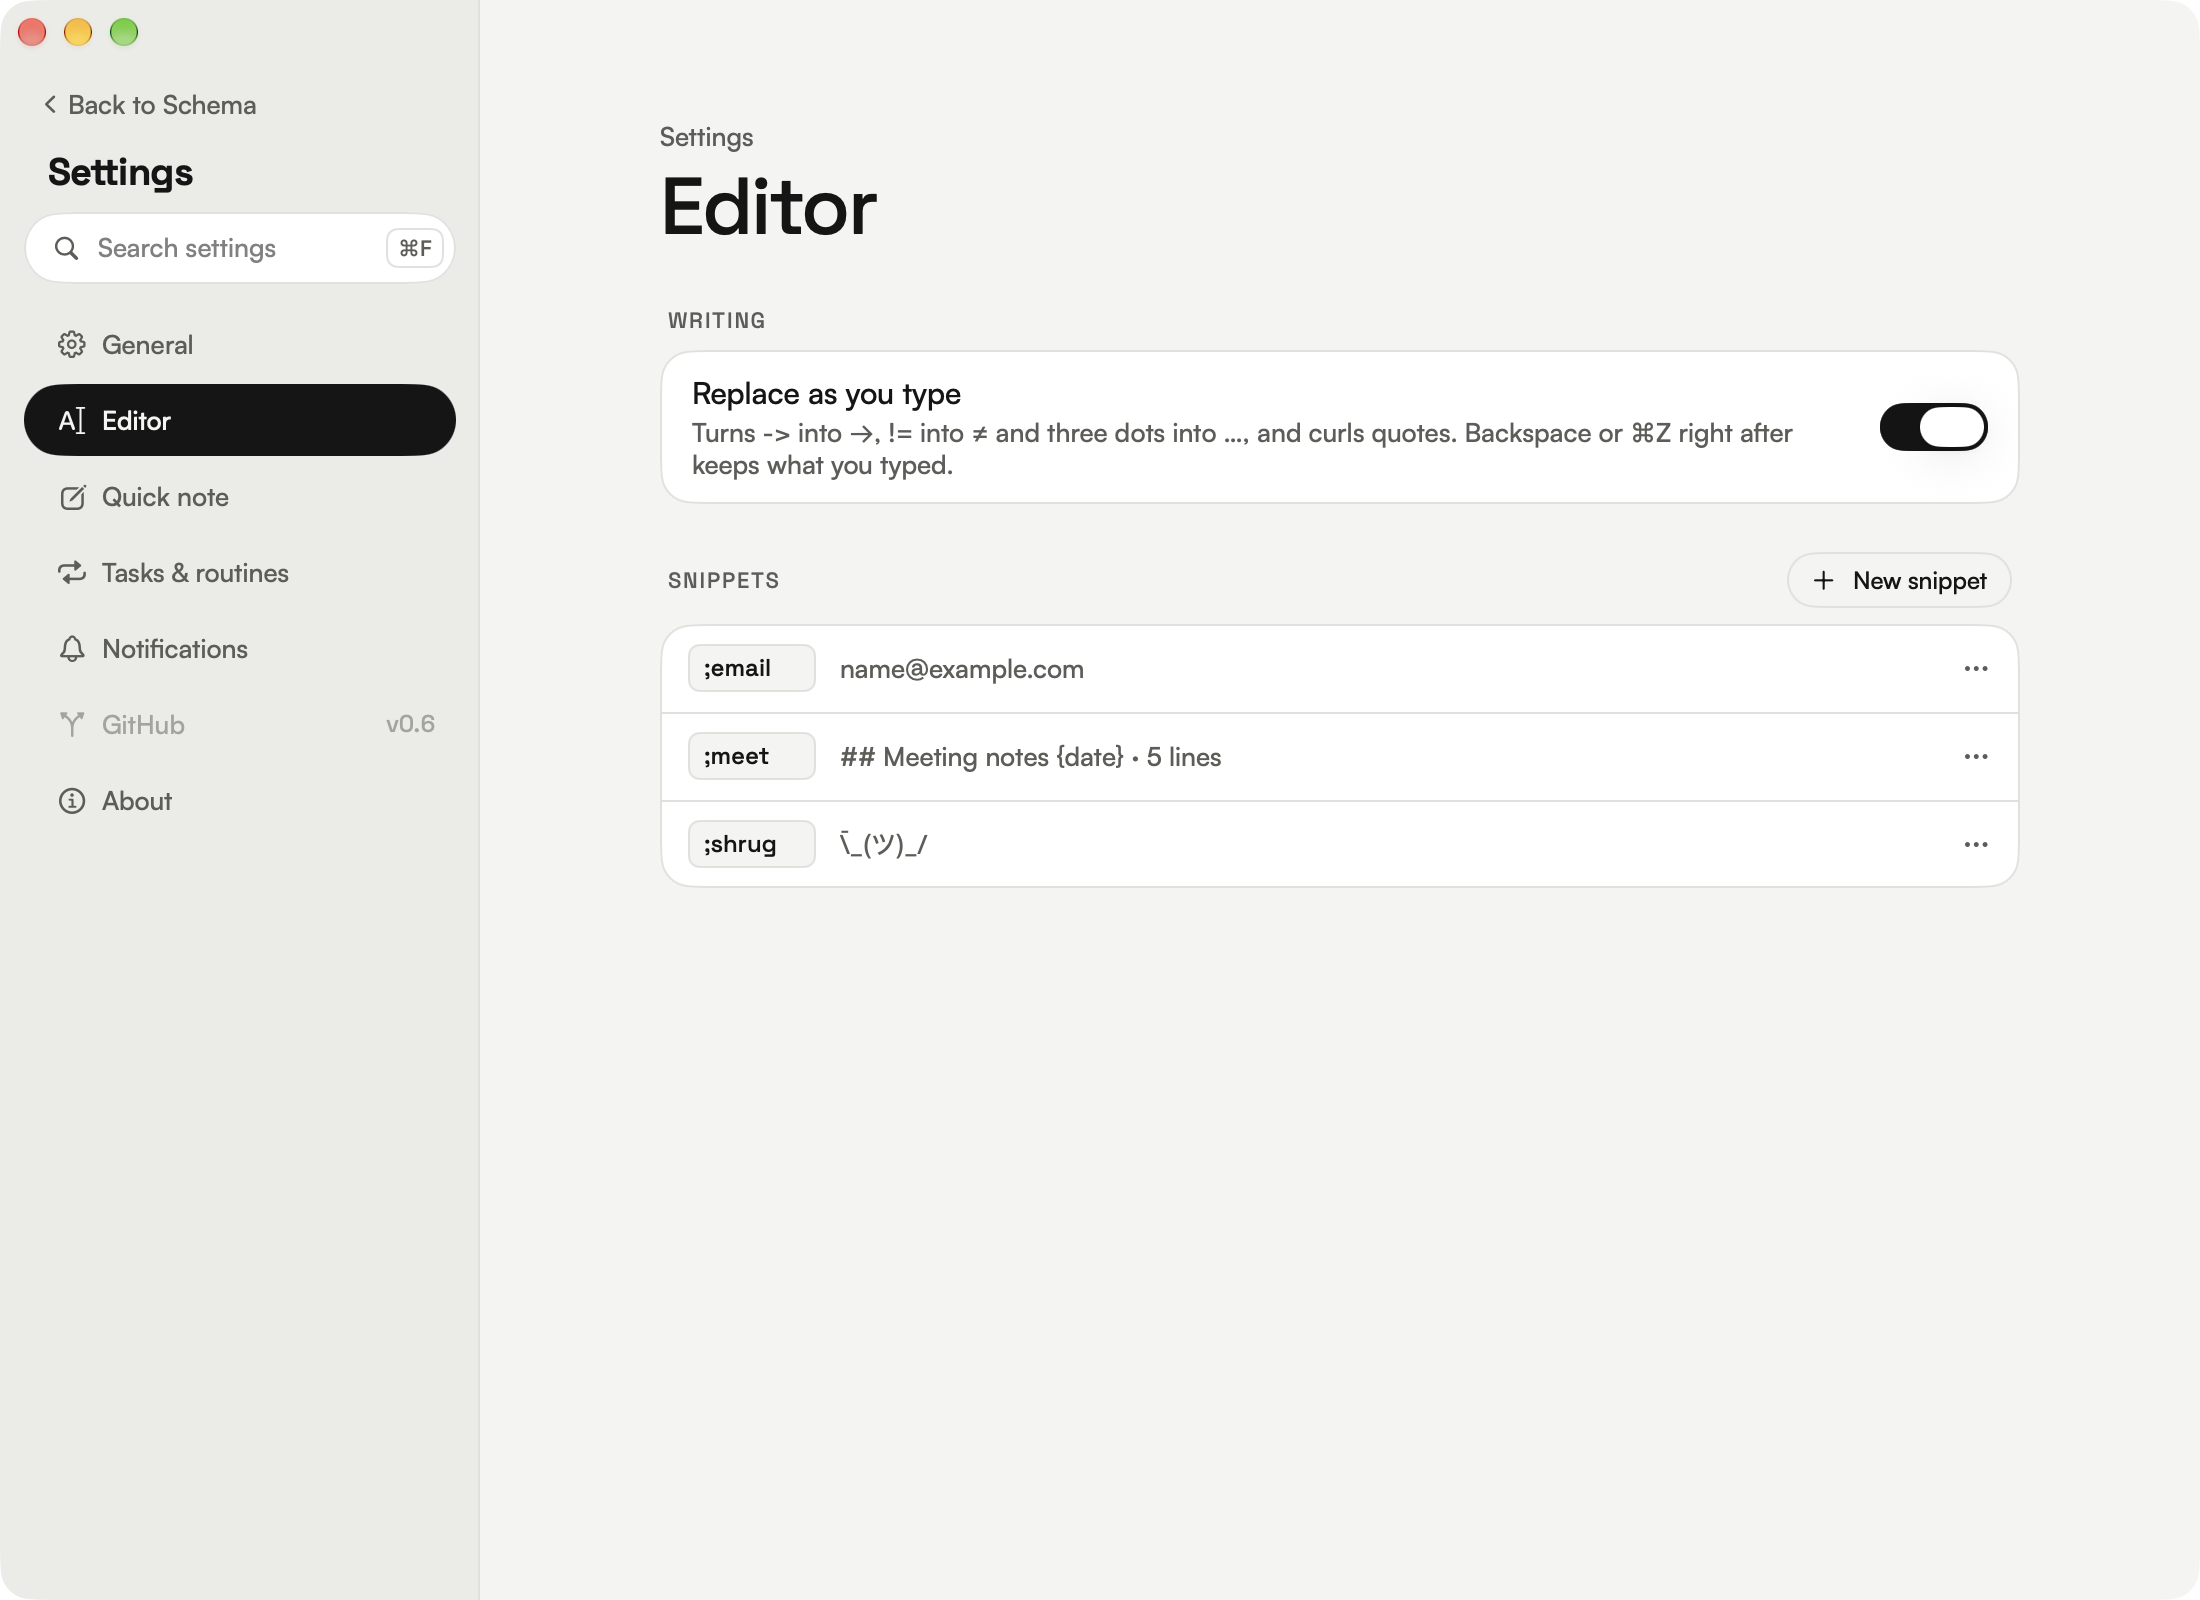 Back to Schema
Settings
Search settings ⌘F
General
Editor
Quick note
Tasks & routines
Notifications
GitHub v0.6
About
Settings
Editor
WRITING
Replace as you type
Turns -> into →, != into ≠ and three dots into …, and curls quotes. Backspace or ⌘Z right after
keeps what you typed.
SNIPPETS
New snippet
;email name@example.com
;meet ## Meeting notes {date} · 5 lines
;shrug ¯\_(ツ)_/